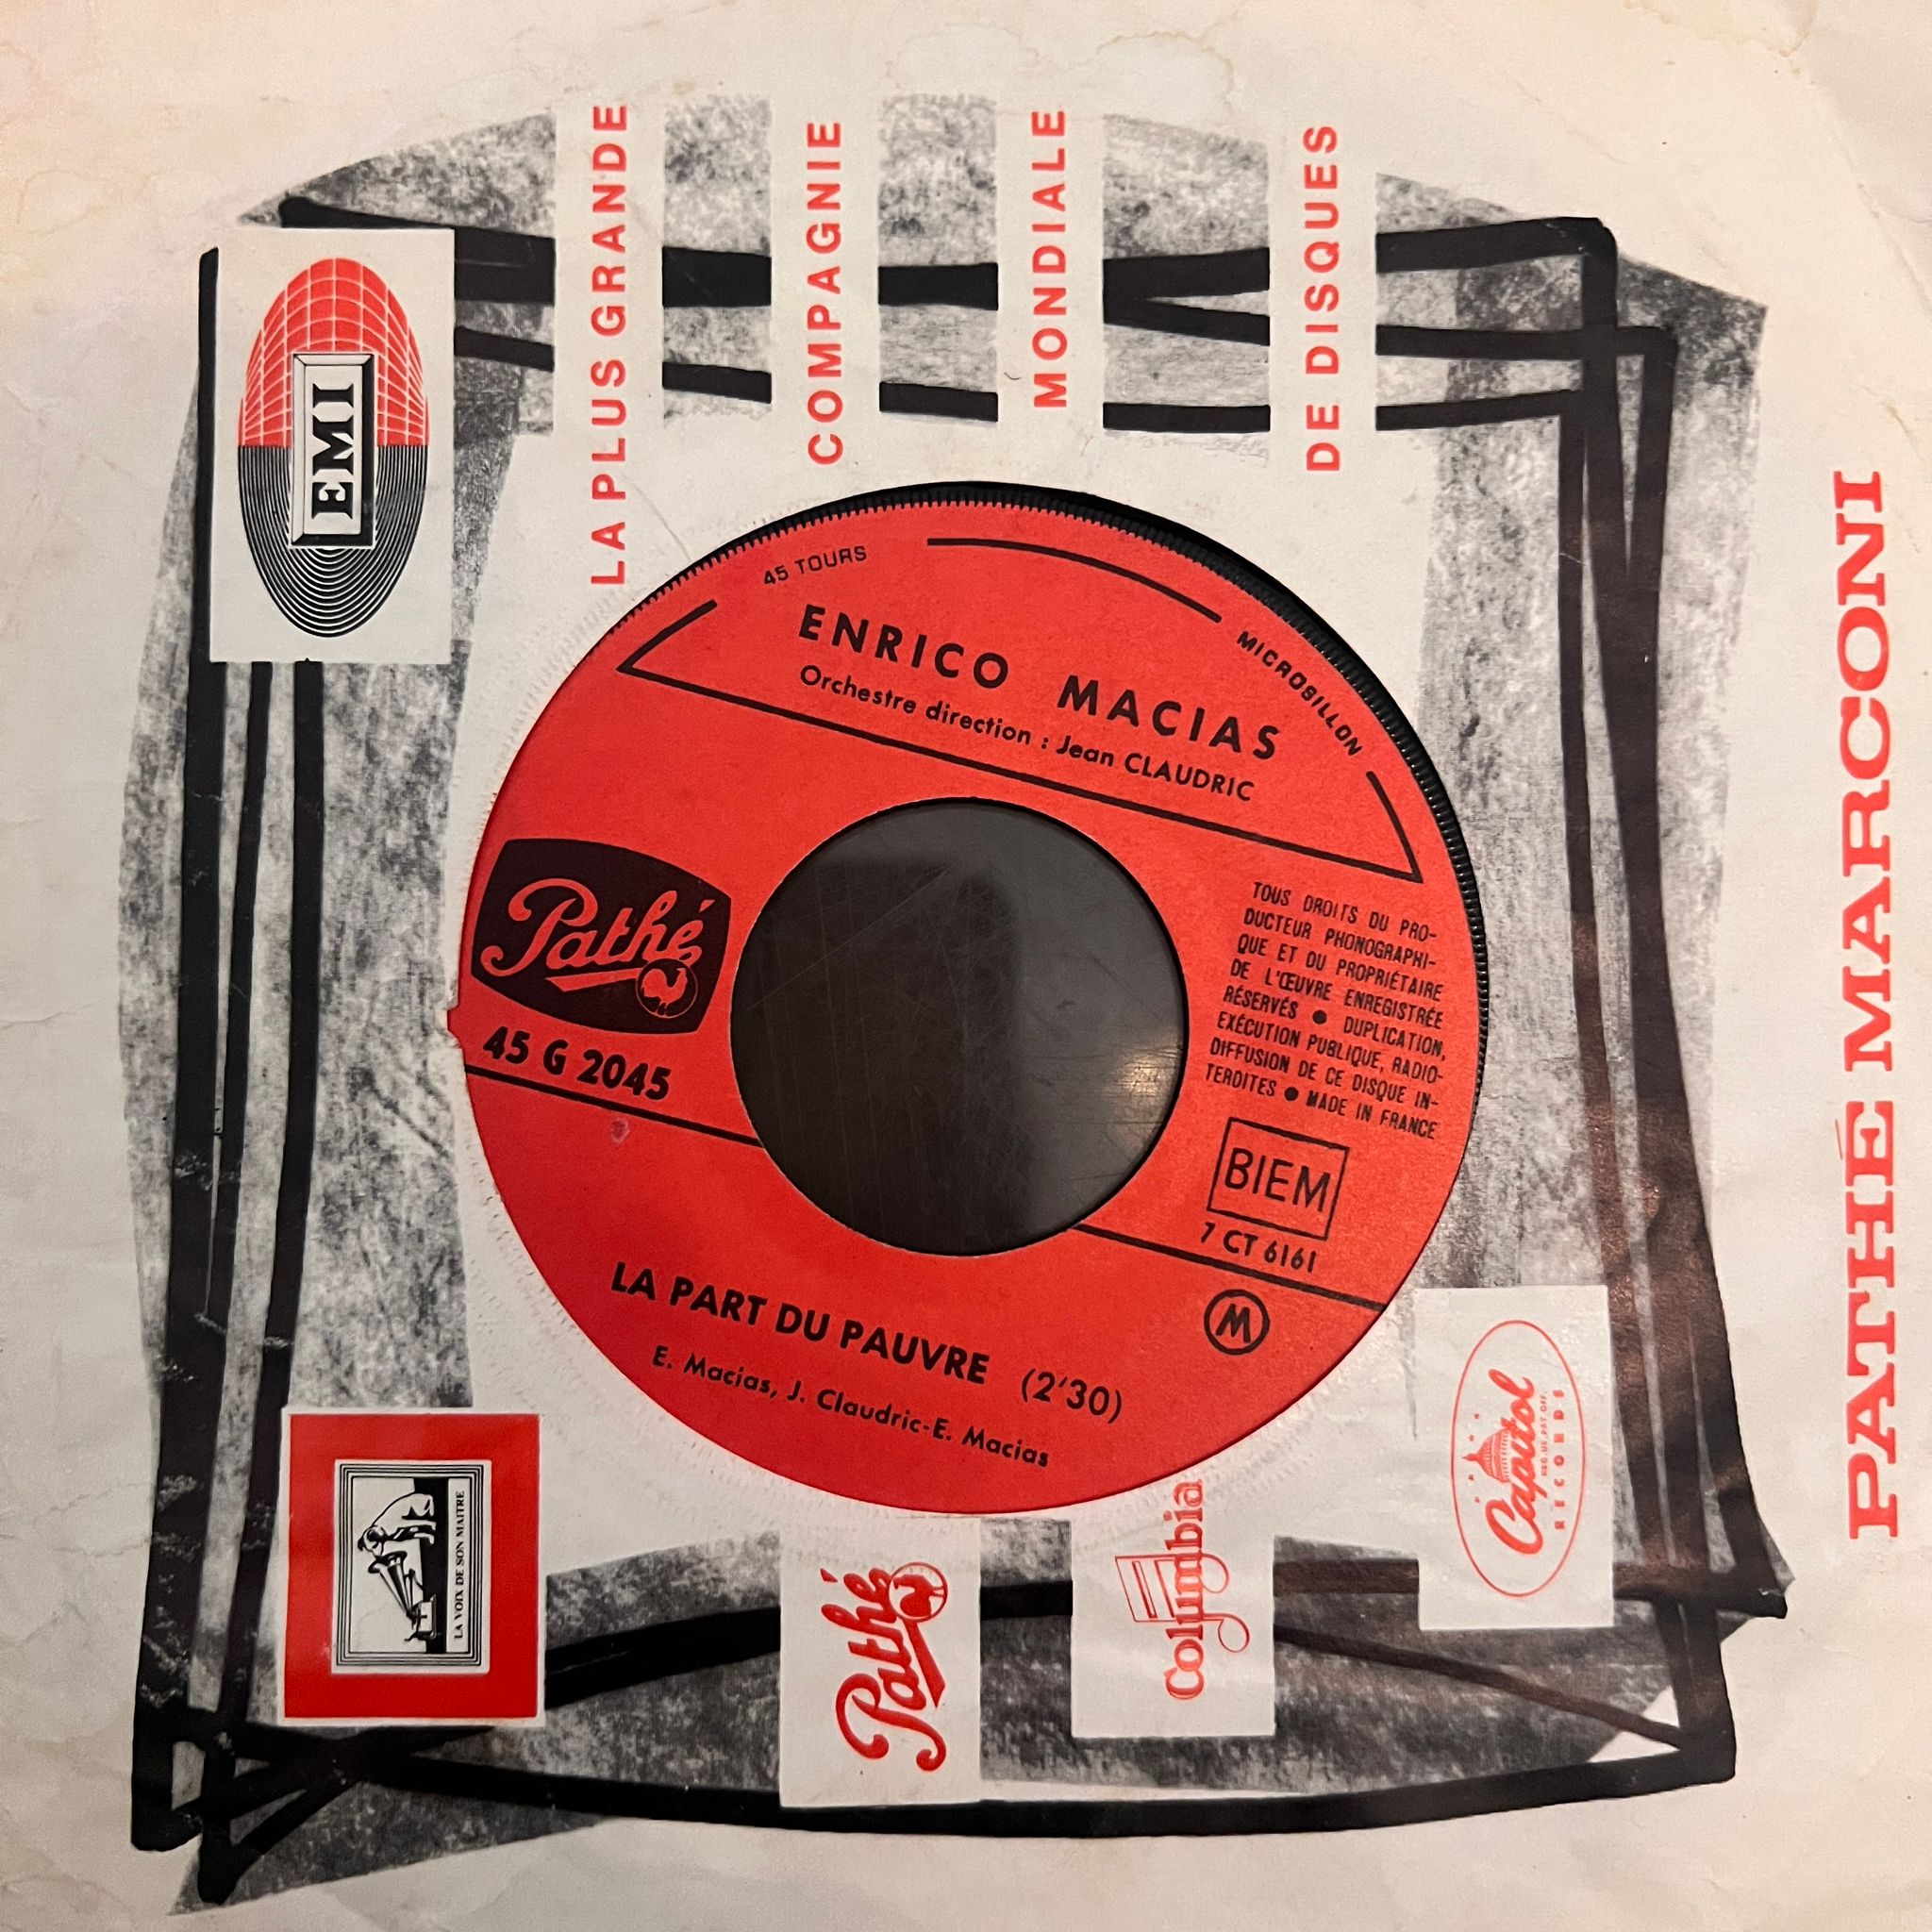 LA PLUS GRANDE
COMPAGNIE
MONDIALE
DE DISQUES
EMI
PATHÉ MARCONI
45 TOURS
MICROSILLON
ENRICO MACIAS
Orchestre direction : Jean CLAUDRIC
Pathé
45 G 2045
TOUS DROITS DU PRO-
DUCTEUR PHONOGRAPHI-
QUE ET DU PROPRIÉTAIRE
DE L'ŒUVRE ENREGISTRÉE
RÉSERVÉS ● DUPLICATION,
EXÉCUTION PUBLIQUE, RADIO-
DIFFUSION DE CE DISQUE IN-
TERDITES ● MADE IN FRANCE
BIEM
7 CT 6161
M
LA PART DU PAUVRE (2'30)
E. Macias, J. Claudric-E. Macias
LA VOIX DE SON MAITRE
Pathé
Columbia
Capitol
REG. U.S. PAT. OFF.
RECORDS